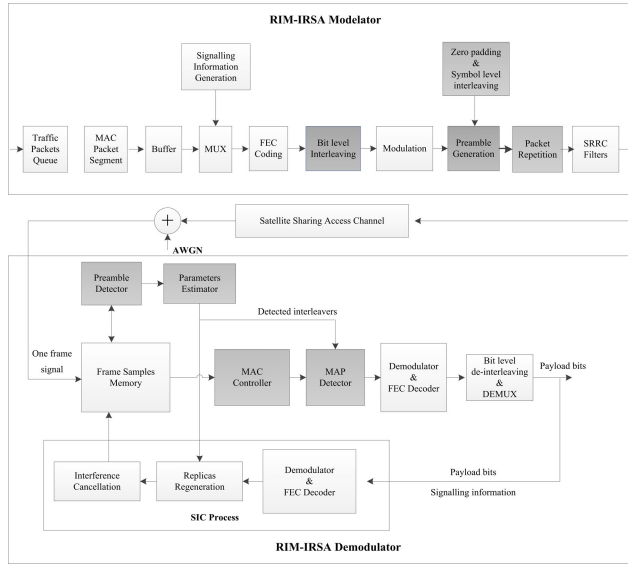 RIM-IRSA Modelator
Signalling
Information
Generation
Zero padding
&
Symbol level
interleaving
Traffic
Packets
Queue
MAC
Packet
Segment
Buffer
MUX
FEC
Coding
Bit level
Interleaving
Modulation
Preamble
Generation
Packet
Repetition
SRRC
Filters
+
Satellite Sharing Access Channel
AWGN
Preamble
Detector
Parameters
Estimator
Detected interleavers
One frame
signal
Frame Samples
Memory
MAC
Controller
MAP
Detector
Demodulator
&
FEC Decoder
Bit level
de-interleaving
&
DEMUX
Payload bits
Interference
Cancellation
Replicas
Regeneration
Demodulator
&
FEC Decoder
Payload bits
Signalling information
SIC Process
RIM-IRSA Demodulator